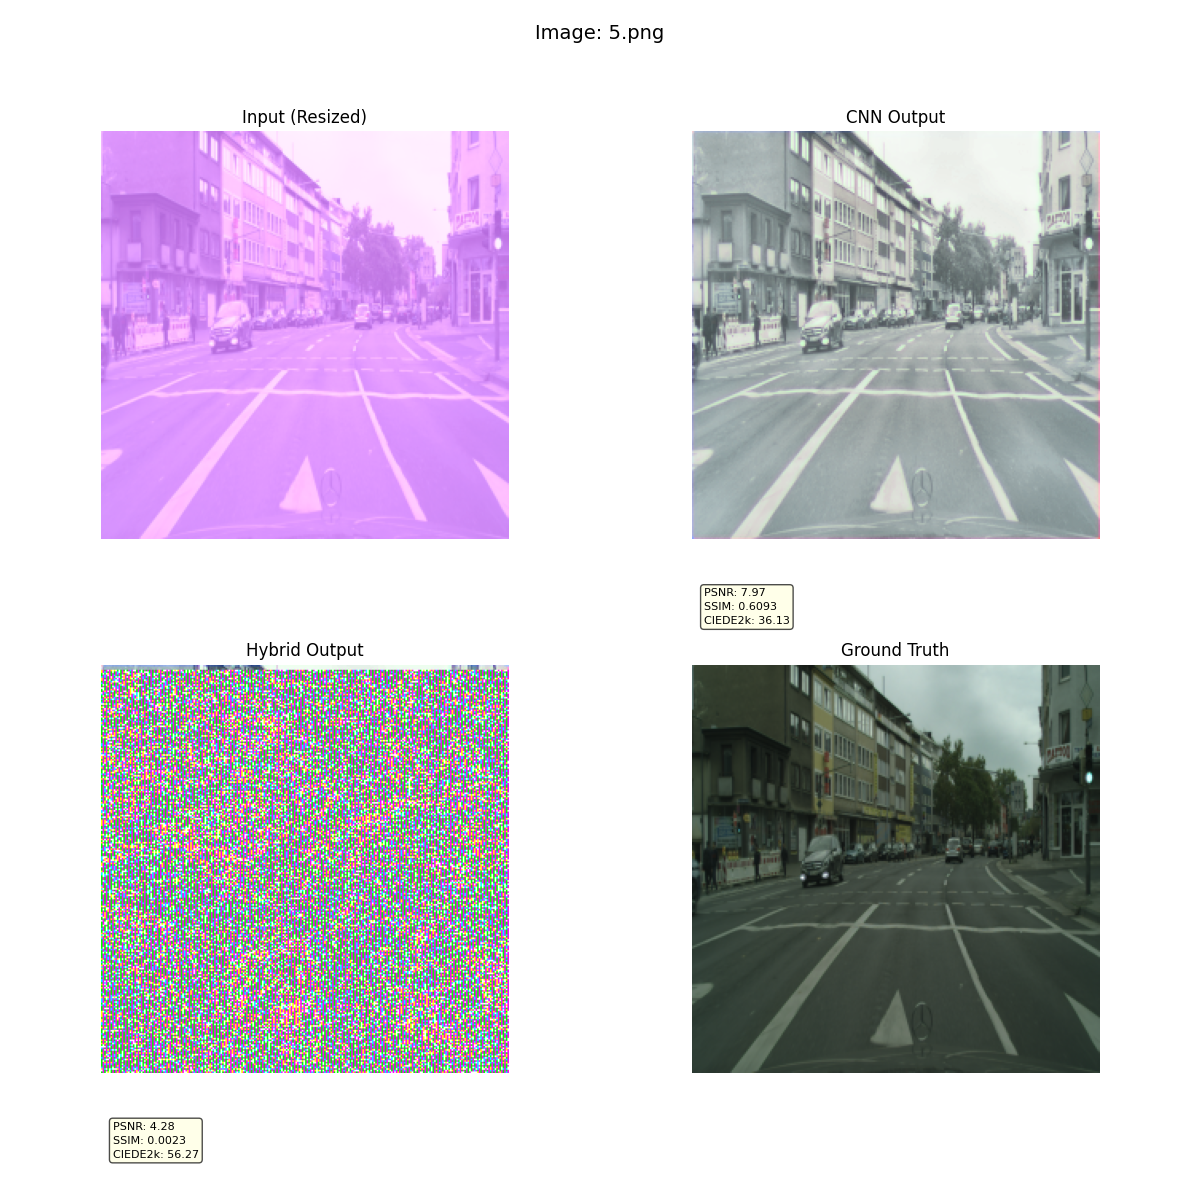 Image: 5.png
Input (Resized)
CNN Output
PSNR: 7.97
SSIM: 0.6093
CIEDE2k: 36.13
Hybrid Output
Ground Truth
PSNR: 4.28
SSIM: 0.0023
CIEDE2k: 56.27